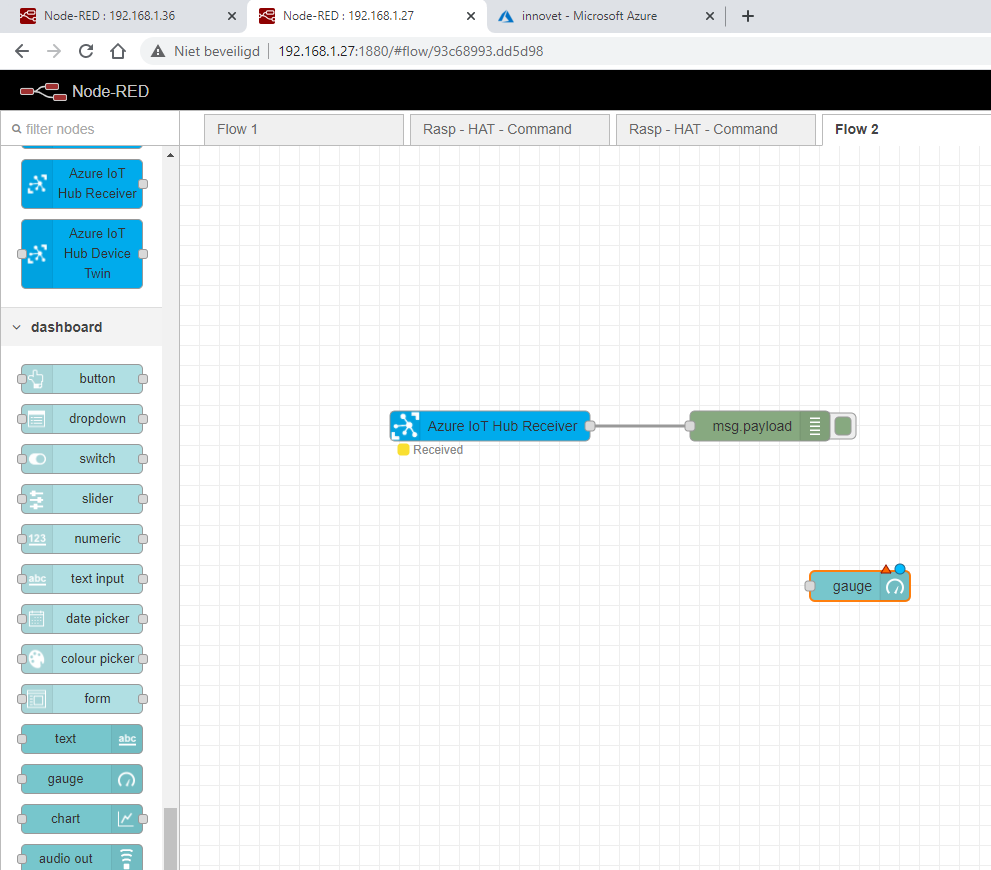 Node-RED : 192.168.1.36
Node-RED : 192.168.1.27
innovet - Microsoft Azure
Niet beveiligd
192.168.1.27:1880/#flow/93c68993.dd5d98
Node-RED
filter nodes
Flow 1
Rasp - HAT - Command
Rasp - HAT - Command
Flow 2
Azure IoT
Hub Receiver
Azure IoT
Hub Device
Twin
dashboard
button
dropdown
switch
slider
123
numeric
abc
text input
date picker
colour picker
form
text
abc
gauge
chart
audio out
Azure IoT Hub Receiver
Received
msg.payload
gauge